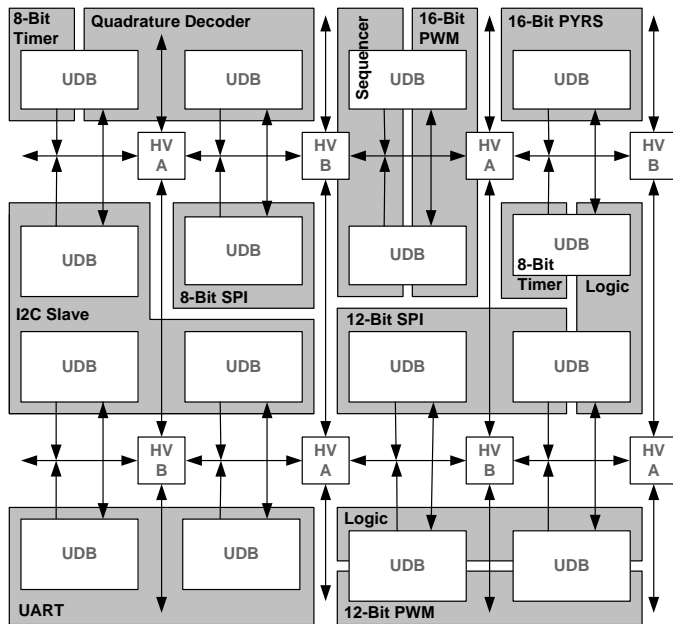 8-Bit
Timer
Quadrature Decoder
Sequencer
16-Bit
PWM
16-Bit PYRS
UDB
UDB
UDB
UDB
HV
A
HV
B
HV
A
HV
B
UDB
UDB
UDB
UDB
8-Bit
Timer
8-Bit SPI
Logic
I2C Slave
12-Bit SPI
UDB
UDB
UDB
UDB
HV
B
HV
A
HV
B
HV
A
Logic
UDB
UDB
UDB
UDB
UART
12-Bit PWM